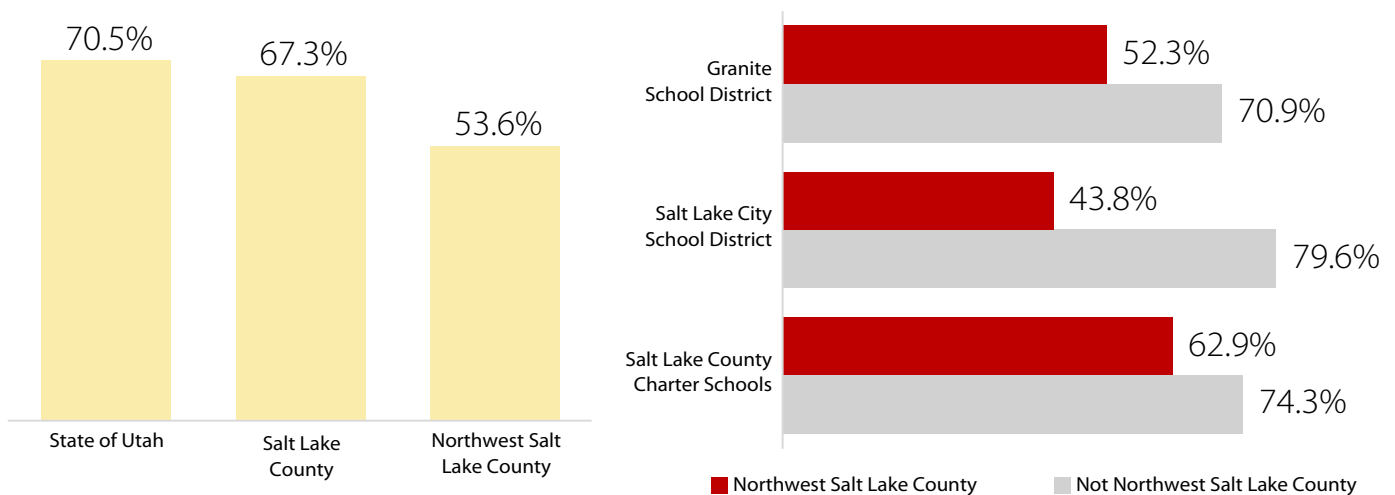 70.5%
67.3%
53.6%
State of Utah
Salt Lake
County
Northwest Salt
Lake County
Granite
School District
52.3%
70.9%
Salt Lake City
School District
43.8%
79.6%
Salt Lake County
Charter Schools
62.9%
74.3%
Northwest Salt Lake County
Not Northwest Salt Lake County